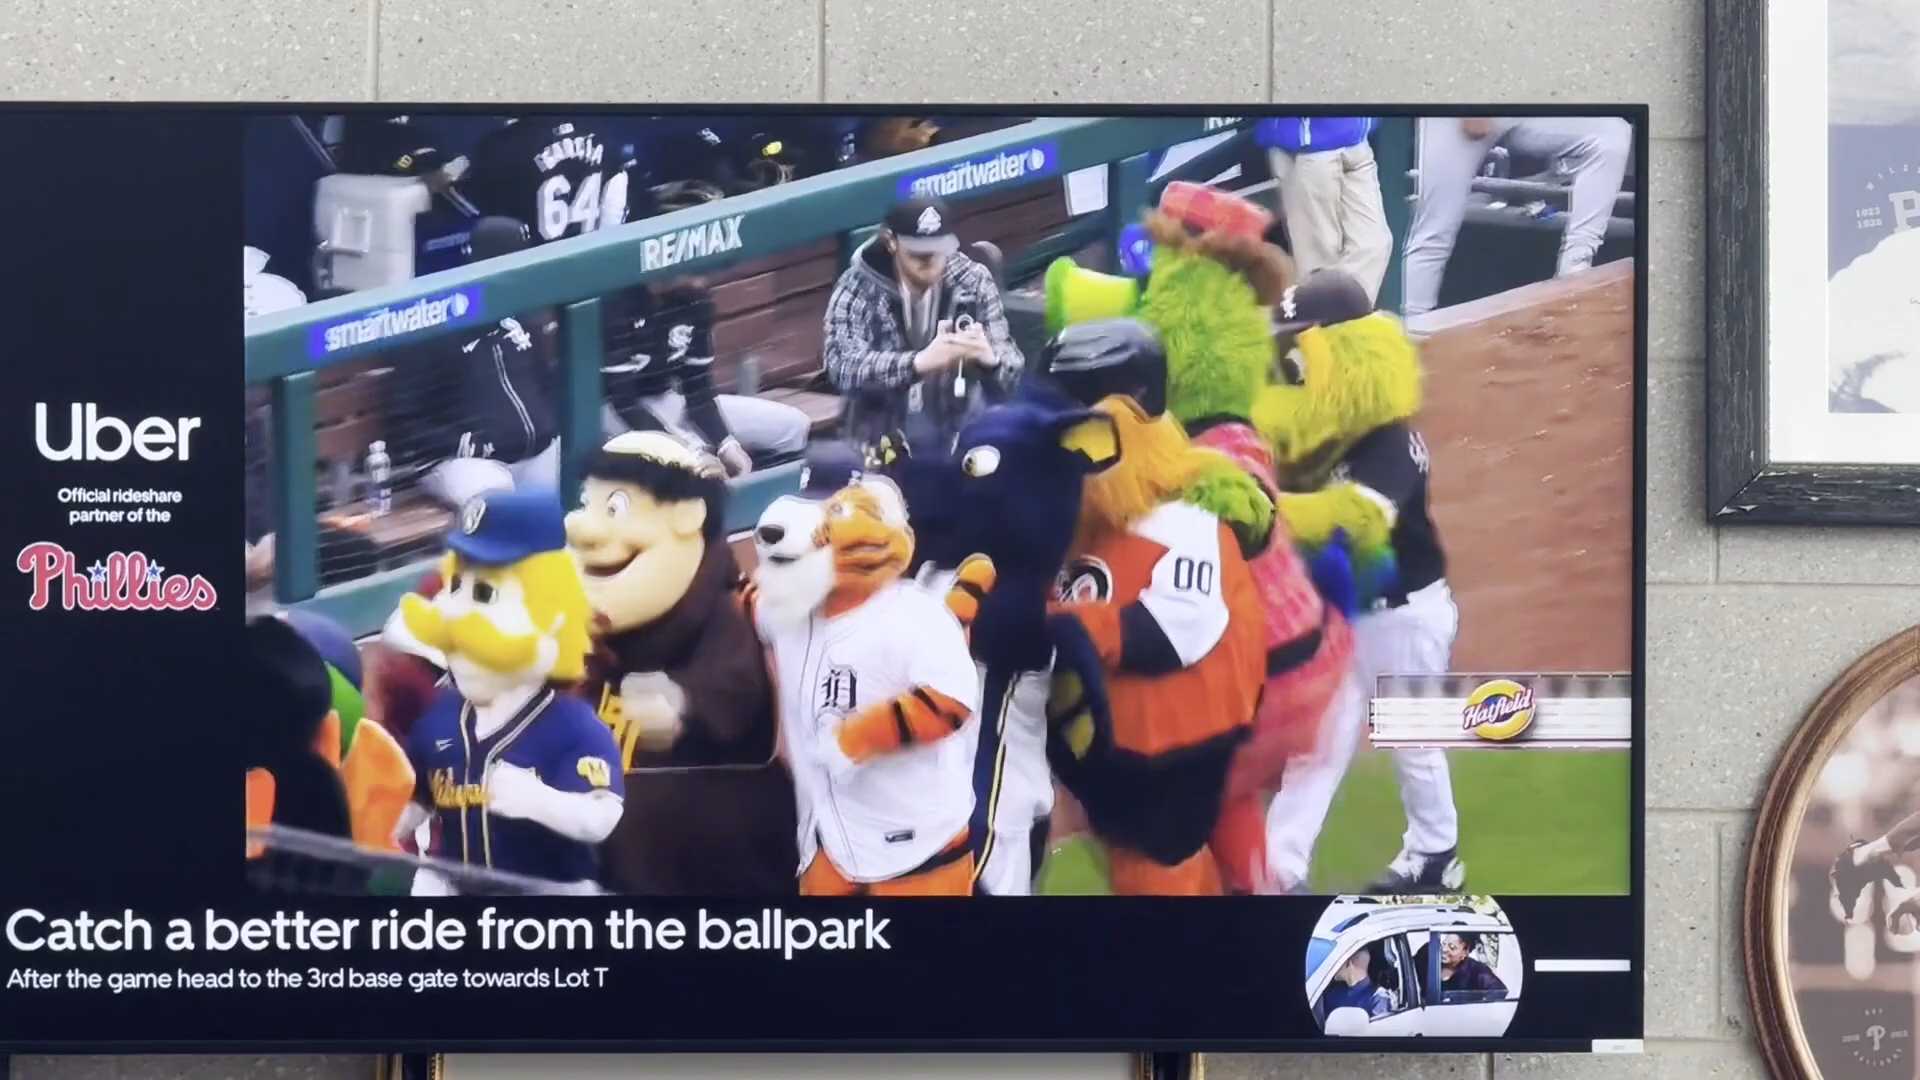 GARCIA
64
smartwater
RE/MAX
smartwater
Uber
Official rideshare
partner of the
Phillies
00
D
Hatfield
Catch a better ride from the ballpark
After the game head to the 3rd base gate towards Lot T
P
P